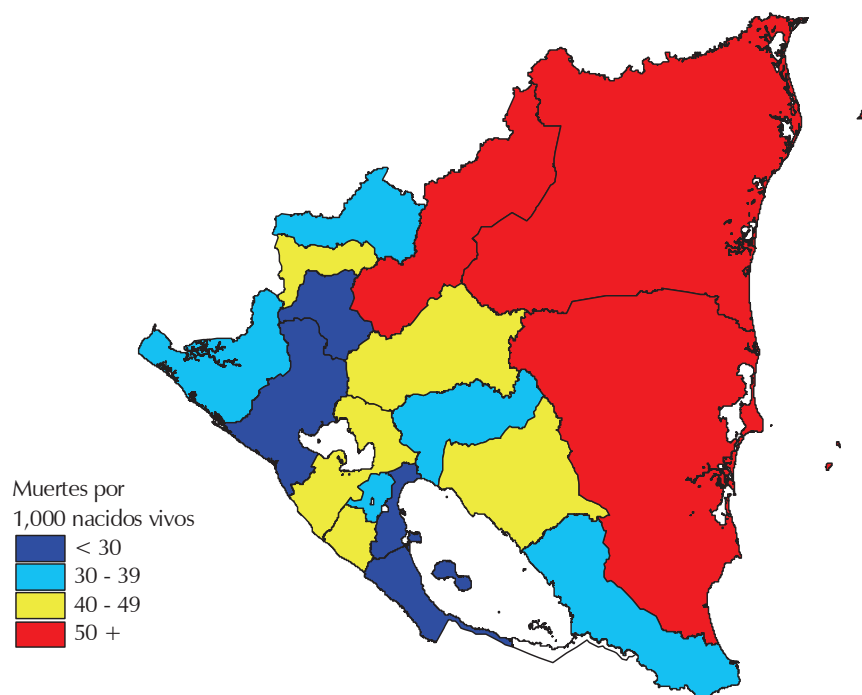 Muertes por
1,000 nacidos vivos
< 30
30 - 39
40 - 49
50 +